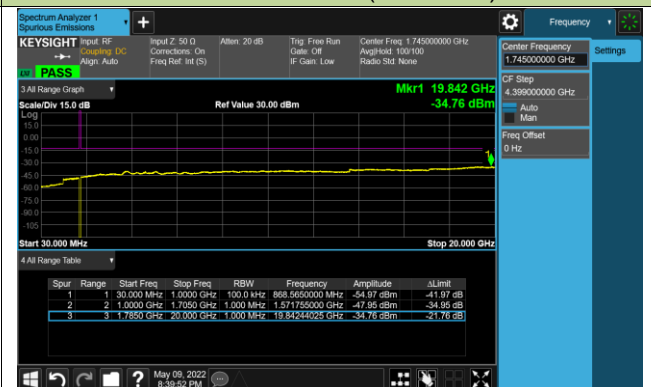 Spectrum Analyzer 1
Spurious Emissions
Frequency
KEYSIGHT Input: RF Input Z: 50 Ω Atten: 20 dB Trig: Free Run Center Freq: 1.745000000 GHz
Coupling: DC Corrections: On Gate: Off AvgHold: 100/100
Align: Auto Freq Ref: Int (S) IF Gain: Low Radio Std: None
PASS
Center Frequency
1.745000000 GHz
Settings
CF Step
4.399000000 GHz
Auto
Man
Freq Offset
0 Hz
3 All Range Graph
Mkr1 19.842 GHz
Scale/Div 15.0 dB Ref Value 30.00 dBm -34.76 dBm
Log
15.0
0.00
-15.0
-30.0
-45.0
-60.0
-75.0
-90.0
-105
1
Start 30.000 MHz Stop 20.000 GHz
4 All Range Table
Spur Range Start Freq Stop Freq RBW Frequency Amplitude ΔLimit
1 1 30.000 MHz 1.0000 GHz 100.0 kHz 868.5650000 MHz -54.97 dBm -41.97 dB
2 2 1.0000 GHz 1.7050 GHz 1.000 MHz 1.571755000 GHz -47.95 dBm -34.95 dB
3 3 1.7850 GHz 20.000 GHz 1.000 MHz 19.84244025 GHz -34.76 dBm -21.76 dB
May 09, 2022
8:39:52 PM